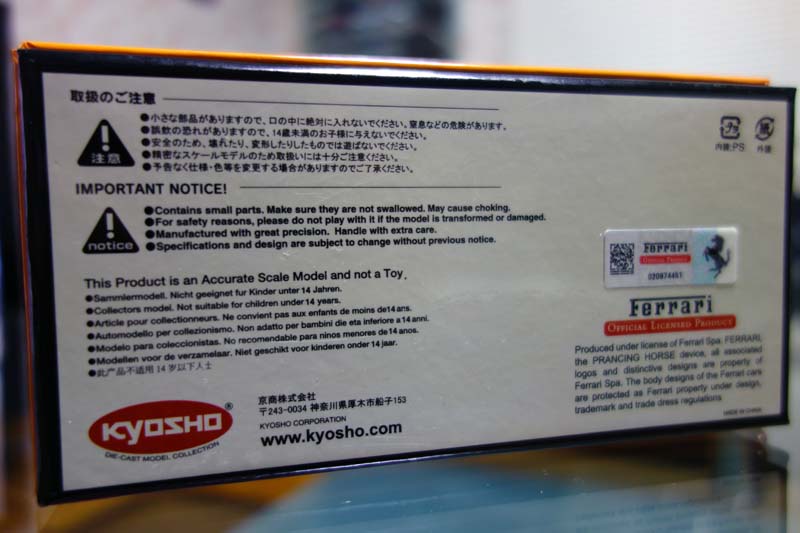 取扱のご注意
注意
●小さな部品がありますので、口の中に絶対に入れないでください。窒息などの危険があります。
●誤飲の恐れがありますので、14歳未満のお子様に与えないでください。
●安全のため、壊れたり、変形したりしたものでは遊ばないでください。
●精密なスケールモデルのため取扱いには十分ご注意ください。
●予告なく仕様・色等を変更する場合がありますのでご了承ください。
IMPORTANT NOTICE!
notice
●Contains small parts. Make sure they are not swallowed. May cause choking.
●For safety reasons, please do not play with it if the model is transformed or damaged.
●Manufactured with great precision. Handle with extra care.
●Specifications and design are subject to change without previous notice.
This Product is an Accurate Scale Model and not a Toy.
●Sammlermodell. Nicht geeignet fur Kinder unter 14 Jahren.
●Collectors model. Not suitable for children under 14 years.
●Article pour collectionneurs. Ne convient pas aux enfants de moins de14 ans.
●Automodello per collezionismo. Non adatto per bambini die eta inferiore a 14 anni.
●Modelo para coleccionistas. No recomendable para ninos menores de 14 anos.
●Modellen voor de verzamelaar. Niet geschikt voor kinderen onder 14 jaar.
●此产品不适用 14 岁以下人士
KYOSHO®
DIE-CAST MODEL COLLECTION
京商株式会社
〒243-0034 神奈川県厚木市船子153
KYOSHO CORPORATION
www.kyosho.com
プラ
内袋:PS
外函
Ferrari
OFFICIAL PRODUCT
Ferrari
OFFICIAL LICENSED PRODUCT
Produced under license of Ferrari Spa. FERRARI,
the PRANCING HORSE device, all associated
logos and distinctive designs are property of
Ferrari Spa. The body designs of the Ferrari cars
are protected as Ferrari property under design,
trademark and trade dress regulations.
MADE IN CHINA